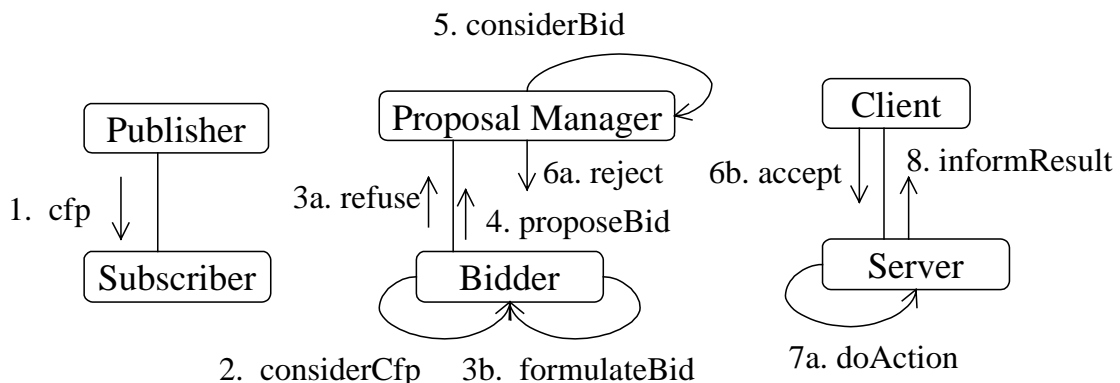 5. considerBid
Publisher
Proposal Manager
Client
1. cfp
3a. refuse
6a. reject
4. proposeBid
6b. accept
8. informResult
Subscriber
Bidder
Server
2. considerCfp
3b. formulateBid
7a. doAction